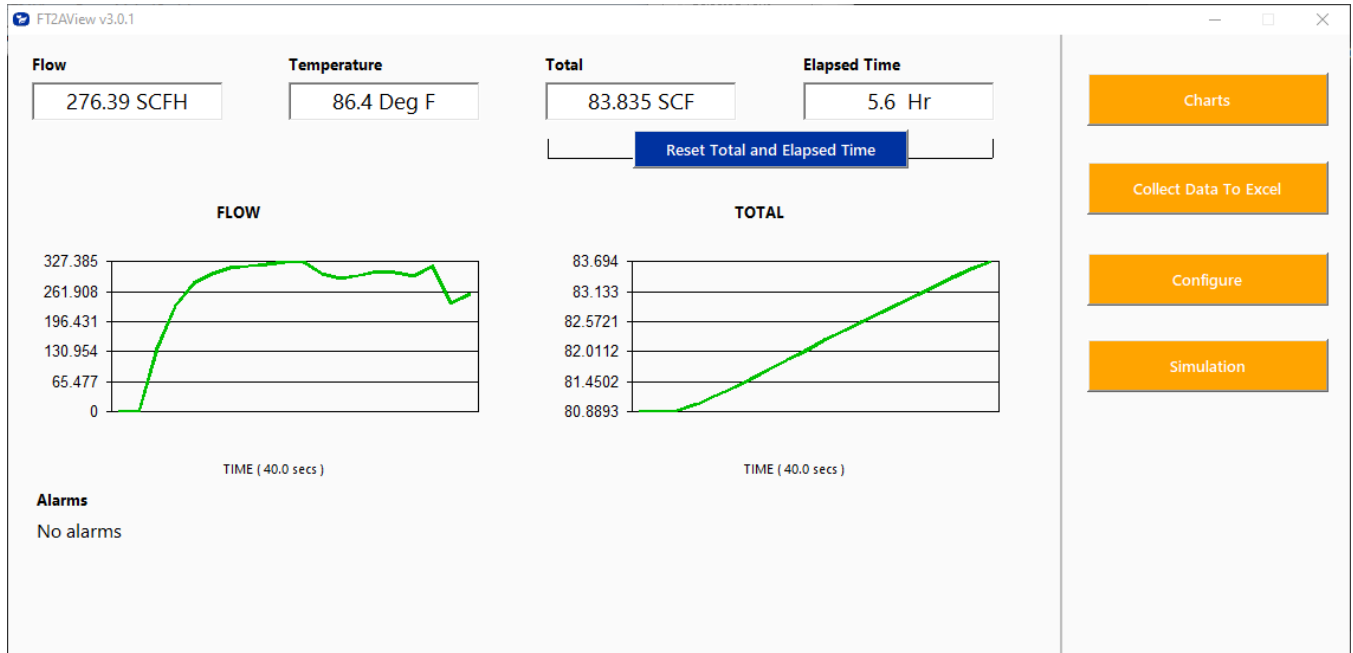 FT2AView v3.0.1
Flow Temperature Total Elapsed Time
276.39 SCFH 86.4 Deg F 83.835 SCF 5.6 Hr
Reset Total and Elapsed Time
FLOW
327.385
261.908
196.431
130.954
65.477
0
TIME ( 40.0 secs )
TOTAL
83.694
83.133
82.5721
82.0112
81.4502
80.8893
TIME ( 40.0 secs )
Alarms
No alarms
Charts
Collect Data To Excel
Configure
Simulation